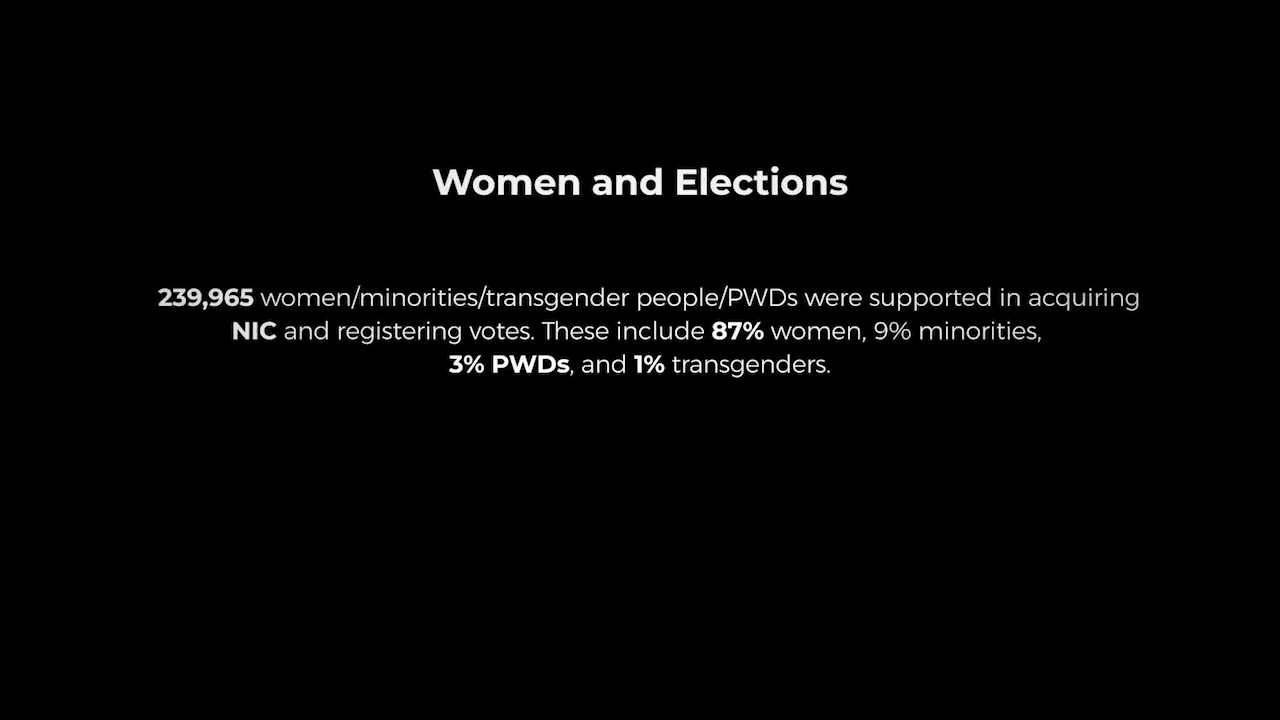 Women and Elections
239,965 women/minorities/transgender people/PWDs were supported in acquiring
NIC and registering votes. These include 87% women, 9% minorities,
3% PWDs, and 1% transgenders.